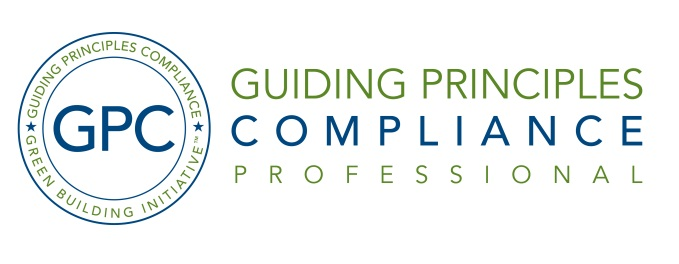 GUIDING PRINCIPLES COMPLIANCE
GPC
GREEN BUILDING INITIATIVE™
GUIDING PRINCIPLES
COMPLIANCE
PROFESSIONAL